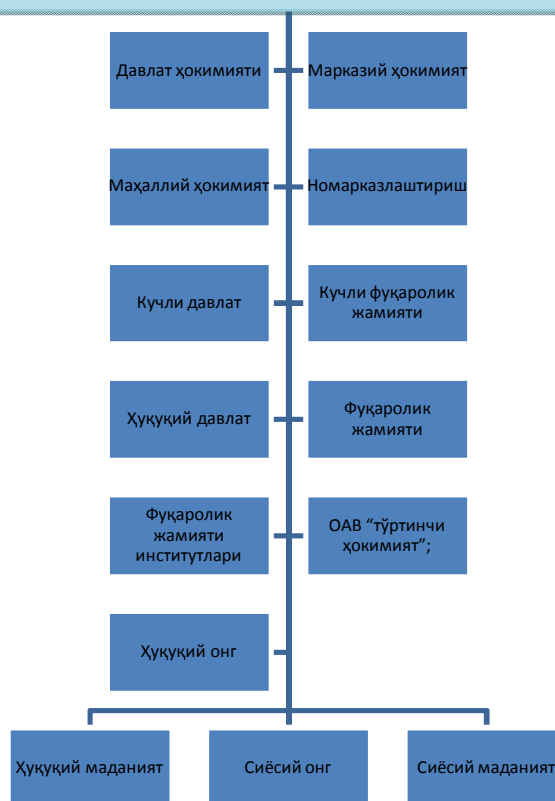 Давлат ҳокимияти
Марказий ҳокимият
Маҳаллий ҳокимият
Номарказлаштириш
Кучли давлат
Кучли фуқаролик
жамияти
Ҳуқуқий давлат
Фуқаролик
жамияти
Фуқаролик
жамияти
институтлари
ОАВ “тўртинчи
ҳокимият”;
Ҳуқуқий онг
Ҳуқуқий маданият
Сиёсий онг
Сиёсий маданият